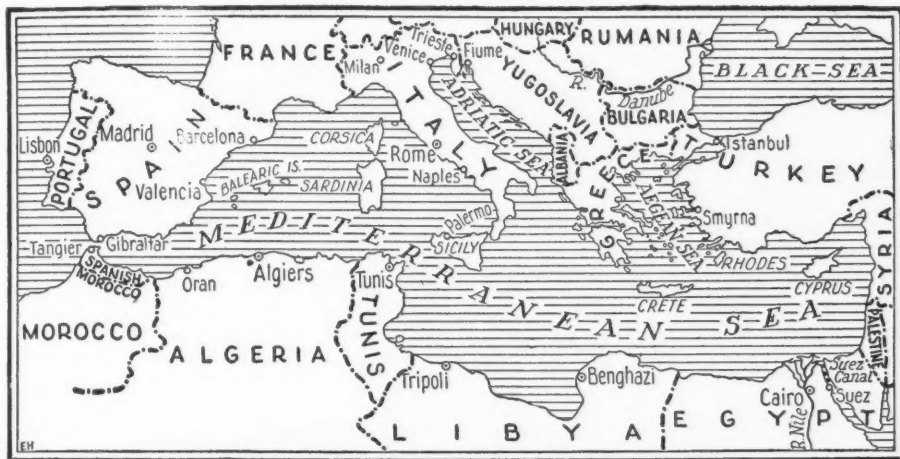 FRANCE
HUNGARY
RUMANIA
Milan
Venice
Trieste
Fiume
YUGOSLAVIA
R. Danube
BLACK SEA
BULGARIA
ITALY
ADRIATIC SEA
ALBANIA
PORTUGAL
Lisbon
Madrid
Barcelona
SPAIN
Valencia
CORSICA
BALEARIC IS.
SARDINIA
Rome
Naples
GREECE
TURKEY
Istanbul
AEGEAN SEA
Smyrna
Palermo
SICILY
RHODES
CYPRUS
CRETE
SYRIA
PALESTINE
MEDITERRANEAN SEA
Tangier
Gibraltar
SPANISH
MOROCCO
Oran
Algiers
Tunis
TUNIS
MOROCCO
ALGERIA
Tripoli
Benghazi
LIBYA
EGYPT
Cairo
R. Nile
Suez
Canal
Suez
EH